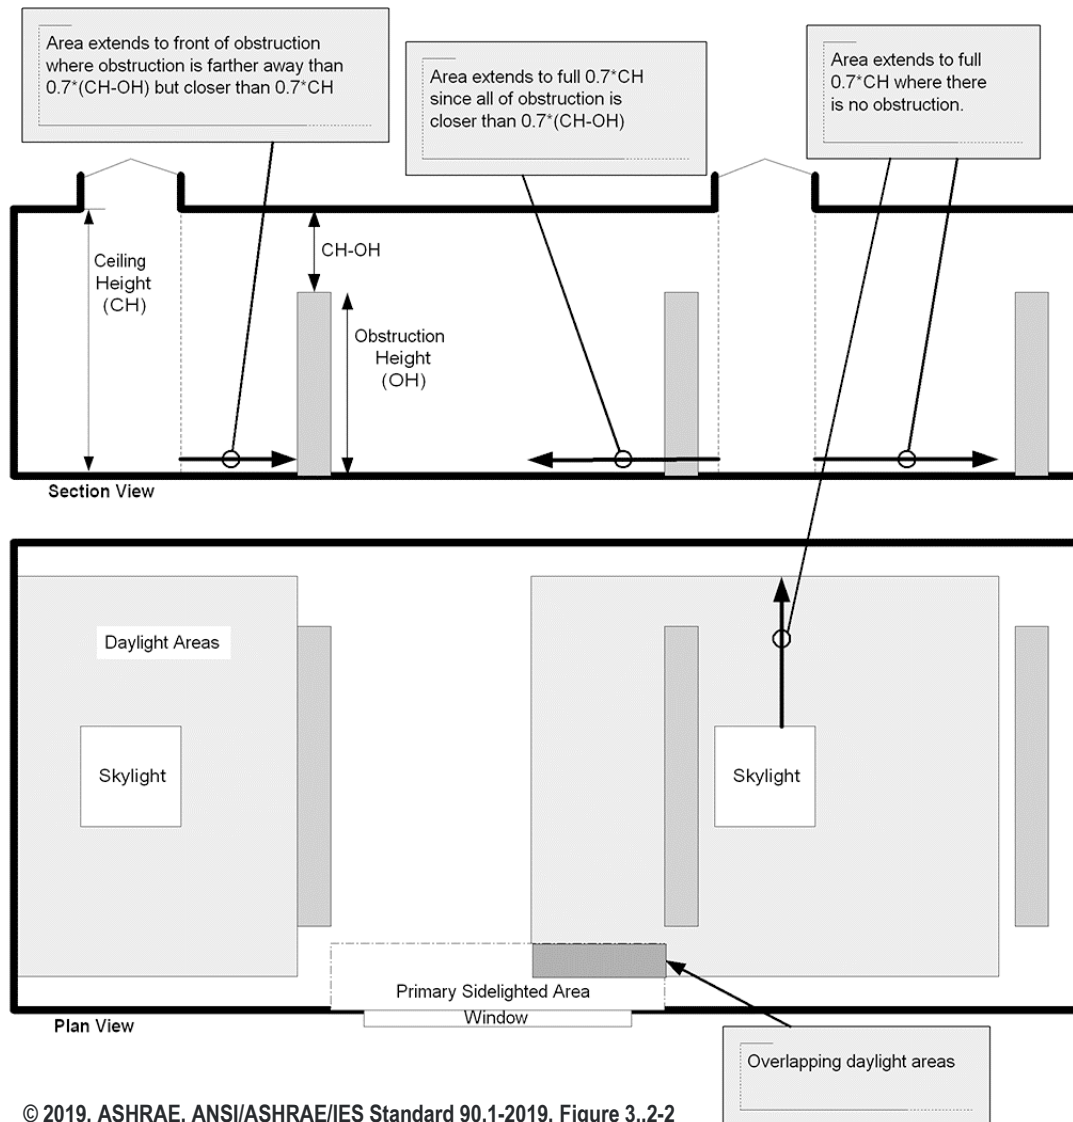 Area extends to front of obstruction
where obstruction is farther away than
0.7*(CH-OH) but closer than 0.7*CH
Area extends to full 0.7*CH
since all of obstruction is
closer than 0.7*(CH-OH)
Area extends to full
0.7*CH where there
is no obstruction.
Ceiling
Height
(CH)
CH-OH
Obstruction
Height
(OH)
Section View
Daylight Areas
Skylight
Skylight
Primary Sidelighted Area
Window
Plan View
Overlapping daylight areas
© 2019, ASHRAE, ANSI/ASHRAE/IES Standard 90.1-2019, Figure 3..2-2